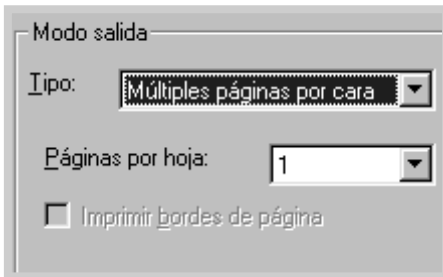 Modo salida
Tipo: Múltiples páginas por cara
Páginas por hoja: 1
Imprimir bordes de página